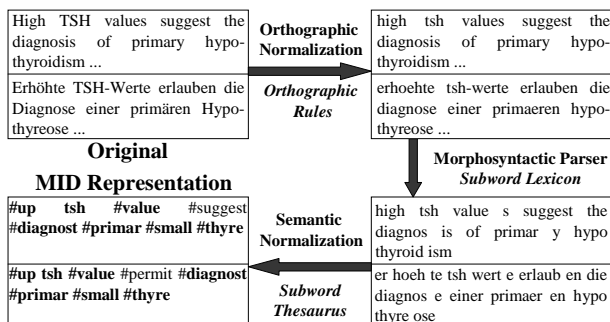 High TSH values suggest the
diagnosis of primary hypo-
thyroidism ...
Erhöhte TSH-Werte erlauben die
Diagnose einer primären Hypo-
thyreose ...
Original
Orthographic
Normalization
Orthographic
Rules
high tsh values suggest the
diagnosis of primary hypo-
thyroidism ...
erhoehte tsh-werte erlauben die
diagnose einer primaeren hypo-
thyreose ...
Morphosyntactic Parser
Subword Lexicon
high tsh value s suggest the
diagnos is of primar y hypo
thyroid ism
er hoeh te tsh wert e erlaub en die
diagnos e einer primaer en hypo
thyre ose
Semantic
Normalization
Subword
Thesaurus
MID Representation
#up tsh #value #suggest
#diagnost #primar #small #thyre
#up tsh #value #permit #diagnost
#primar #small #thyre